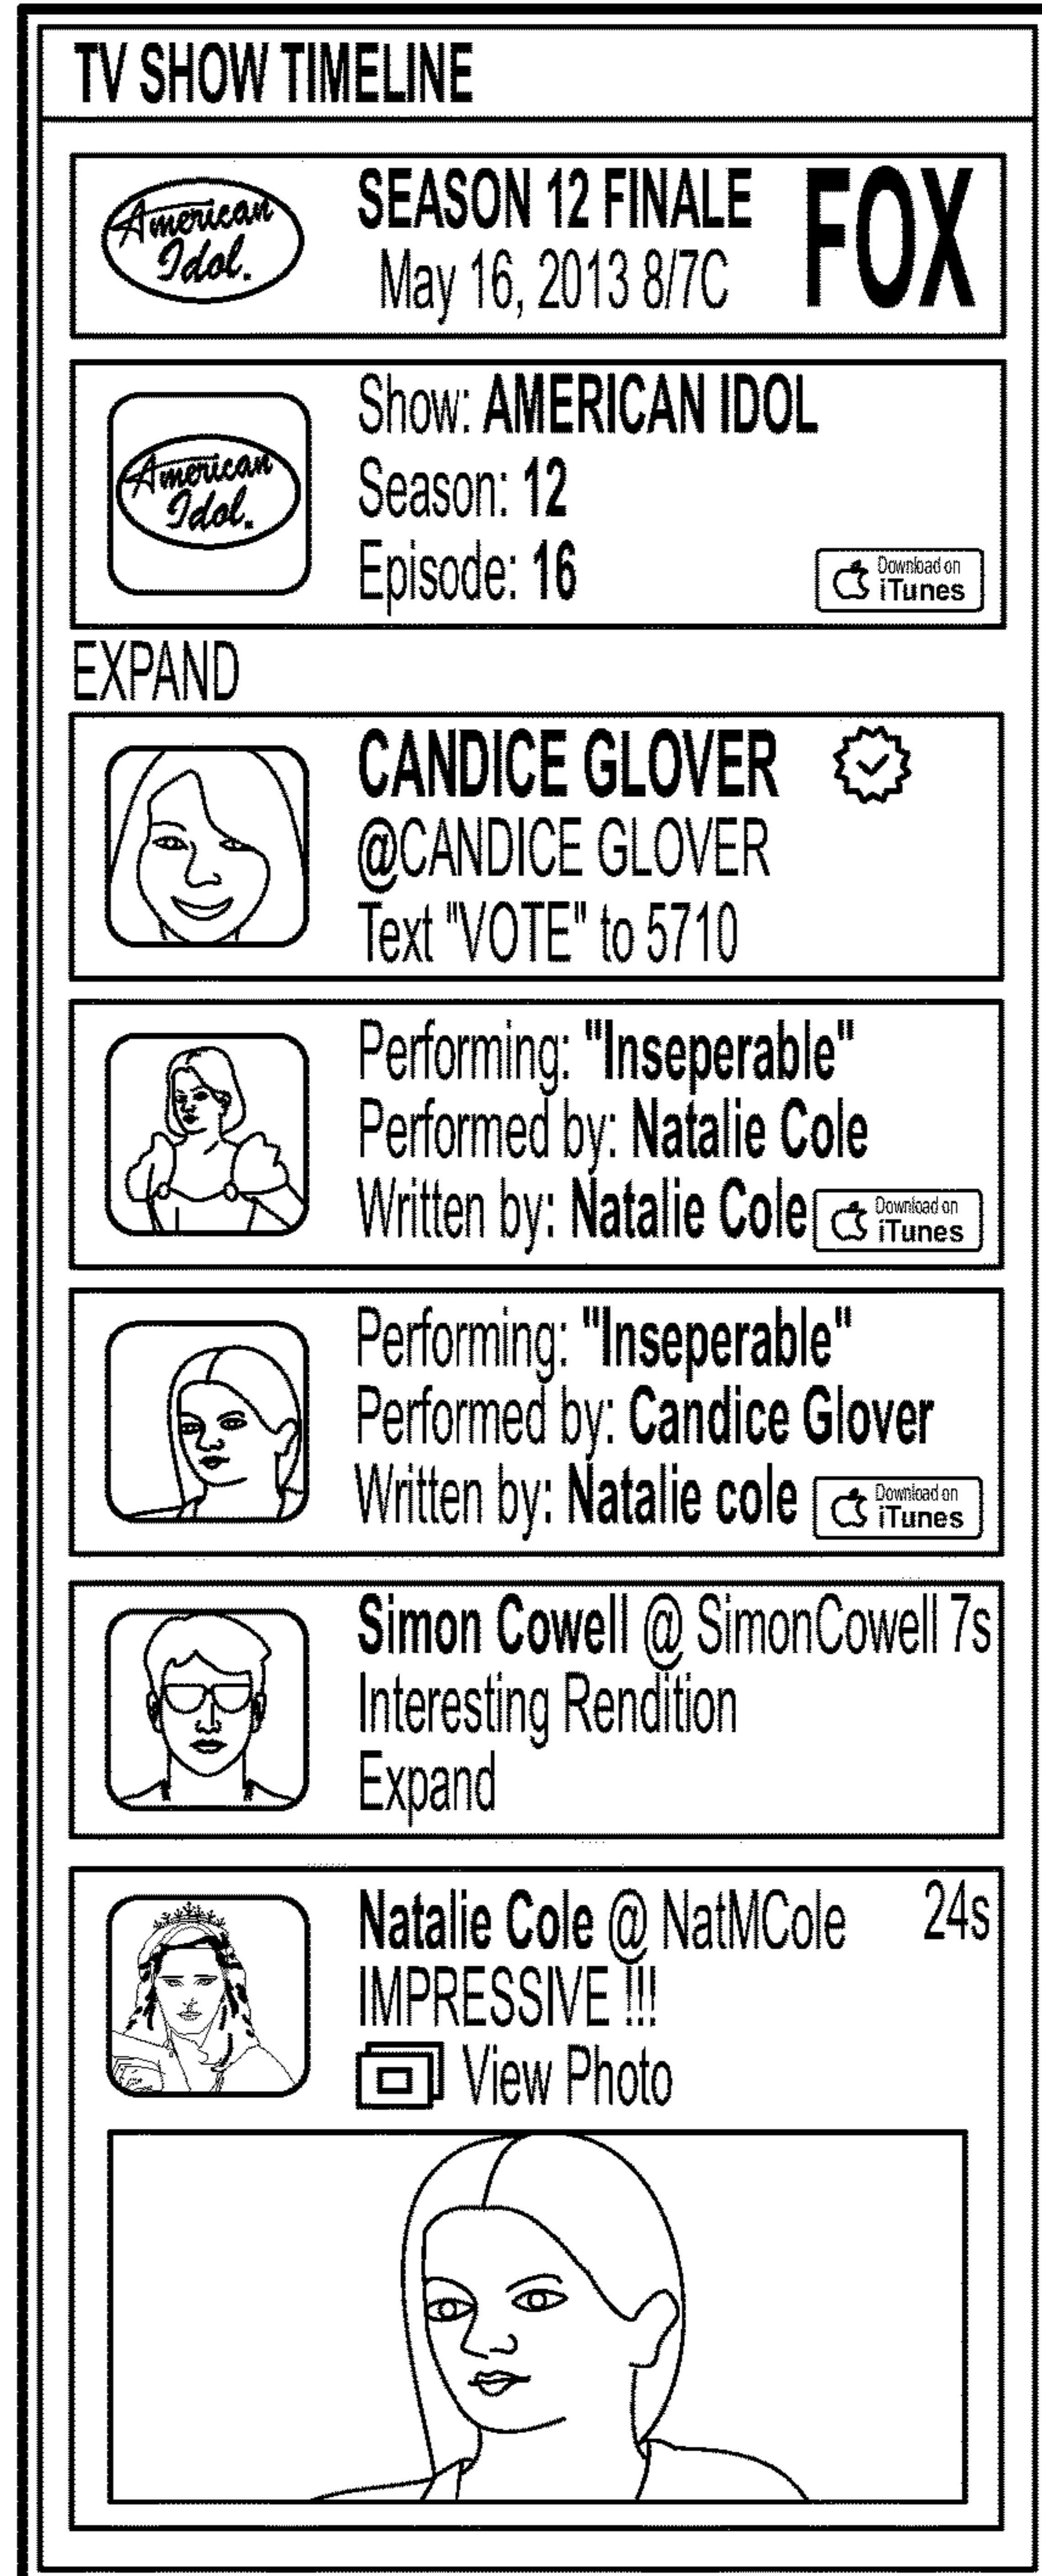 TV SHOW TIMELINE
American
Idol.
SEASON 12 FINALE
May 16, 2013 8/7C
FOX
American
Idol.
Show: AMERICAN IDOL
Season: 12
Episode: 16
Download on
iTunes
EXPAND
CANDICE GLOVER
@CANDICE GLOVER
Text "VOTE" to 5710
Performing: "Inseperable"
Performed by: Natalie Cole
Written by: Natalie Cole
Download on
iTunes
Performing: "Inseperable"
Performed by: Candice Glover
Written by: Natalie cole
Download on
iTunes
Simon Cowell @ SimonCowell 7s
Interesting Rendition
Expand
Natalie Cole @ NatMCole 24s
IMPRESSIVE !!!
View Photo